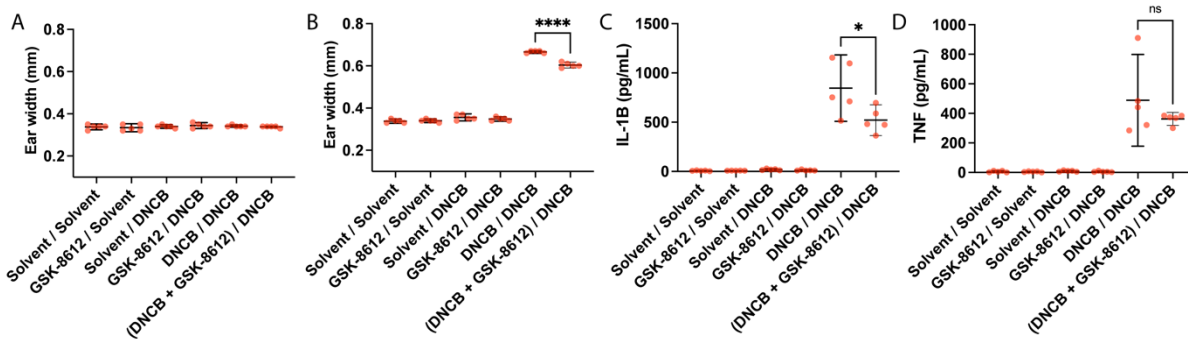 A
Ear width (mm)
0.8
0.6
0.4
0.2
Solvent / Solvent
GSK-8612 / Solvent
Solvent / DNCB
GSK-8612 / DNCB
DNCB / DNCB
(DNCB + GSK-8612) / DNCB
B
Ear width (mm)
0.8
0.6
0.4
0.2
****
Solvent / Solvent
GSK-8612 / Solvent
Solvent / DNCB
GSK-8612 / DNCB
DNCB / DNCB
(DNCB + GSK-8612) / DNCB
C
IL-1B (pg/mL)
1500
1000
500
0
*
Solvent / Solvent
GSK-8612 / Solvent
Solvent / DNCB
GSK-8612 / DNCB
DNCB / DNCB
(DNCB + GSK-8612) / DNCB
D
TNF (pg/mL)
1000
800
600
400
200
0
ns
Solvent / Solvent
GSK-8612 / Solvent
Solvent / DNCB
GSK-8612 / DNCB
DNCB / DNCB
(DNCB + GSK-8612) / DNCB